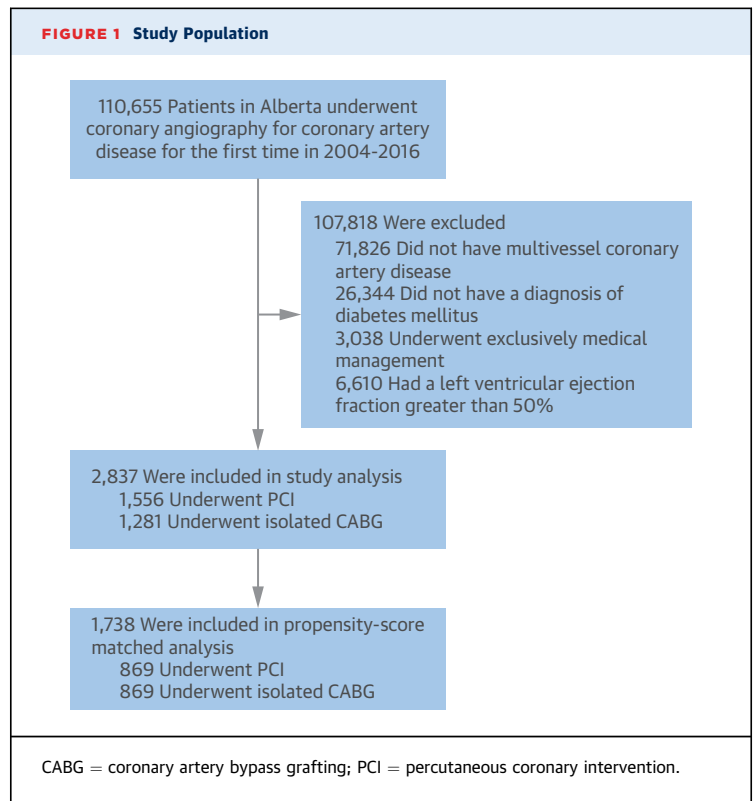 FIGURE 1 Study Population
110,655 Patients in Alberta underwent
coronary angiography for coronary artery
disease for the first time in 2004-2016
107,818 Were excluded
71,826 Did not have multivessel coronary
artery disease
26,344 Did not have a diagnosis of
diabetes mellitus
3,038 Underwent exclusively medical
management
6,610 Had a left ventricular ejection
fraction greater than 50%
2,837 Were included in study analysis
1,556 Underwent PCI
1,281 Underwent isolated CABG
1,738 Were included in propensity-score
matched analysis
869 Underwent PCI
869 Underwent isolated CABG
CABG = coronary artery bypass grafting; PCI = percutaneous coronary intervention.